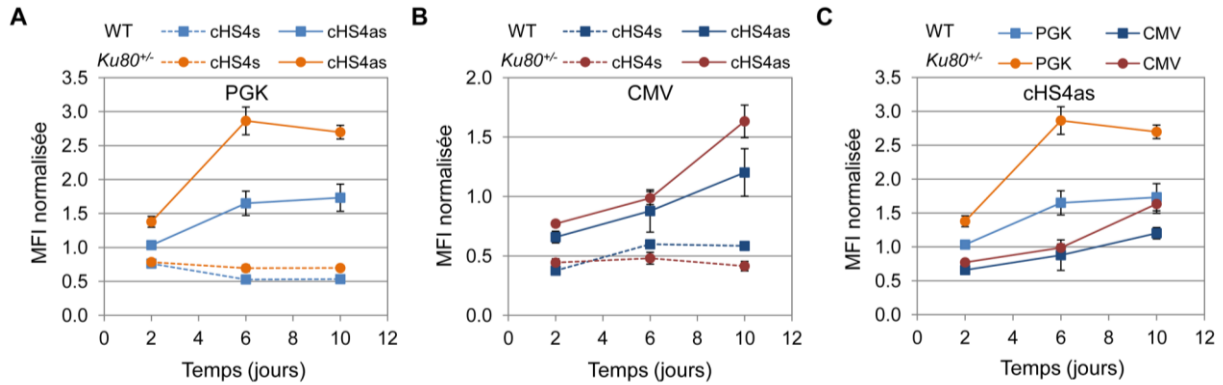 A
WT cHS4s cHS4as
Ku80+/- cHS4s cHS4as
PGK
MFI normalisée
3.5
3.0
2.5
2.0
1.5
1.0
0.5
0.0
0 2 4 6 8 10 12
Temps (jours)
B
cHS4s cHS4as
cHS4s cHS4as
CMV
MFI normalisée
2.0
1.5
1.0
0.5
0.0
0 2 4 6 8 10 12
Temps (jours)
C
WT PGK CMV
Ku80+/- PGK CMV
cHS4as
MFI normalisée
3.5
3.0
2.5
2.0
1.5
1.0
0.5
0.0
0 2 4 6 8 10 12
Temps (jours)